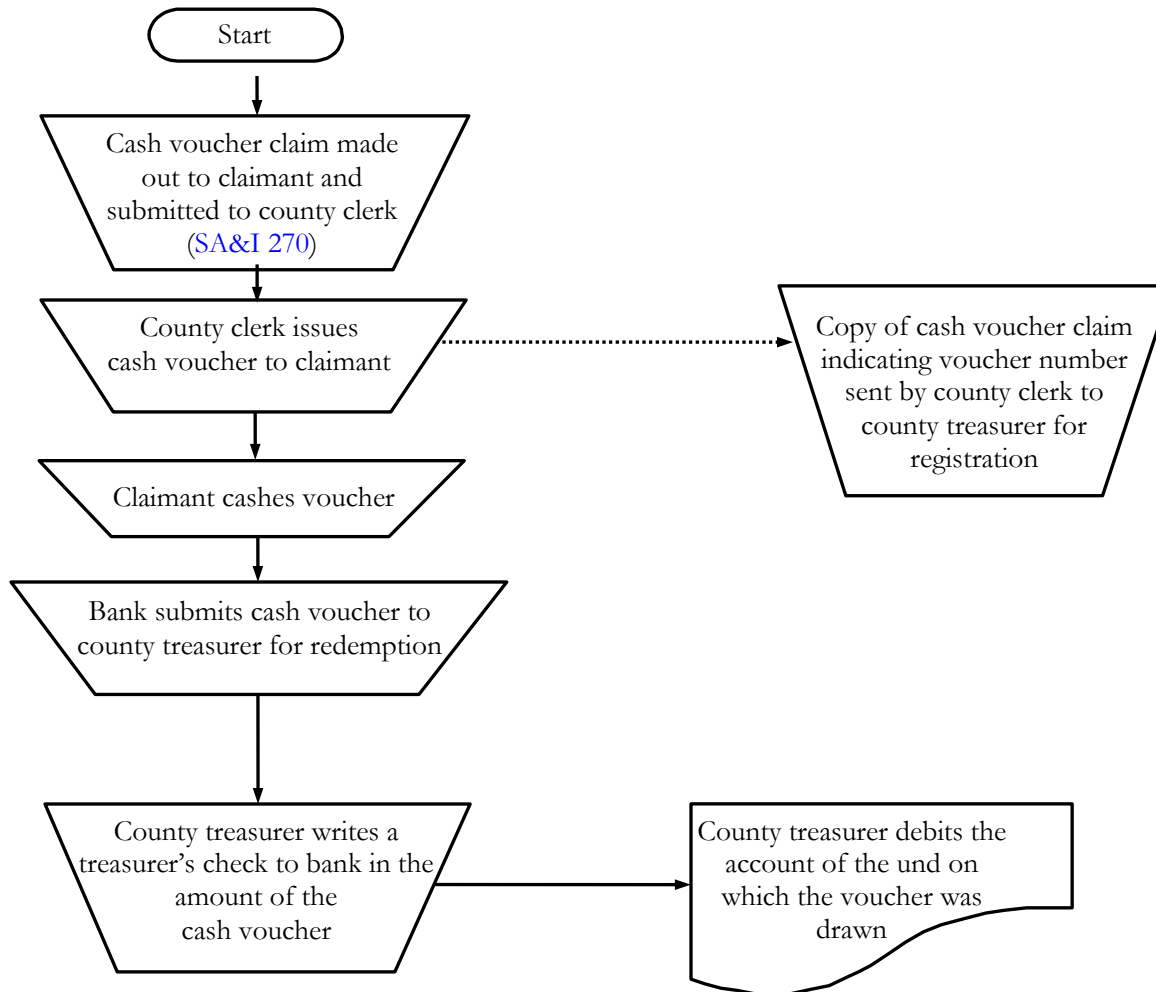 Start
Cash voucher claim made
out to claimant and
submitted to county clerk
(SA&I 270)
County clerk issues
cash voucher to claimant
Copy of cash voucher claim
indicating voucher number
sent by county clerk to
county treasurer for
registration
Claimant cashes voucher
Bank submits cash voucher to
county treasurer for redemption
County treasurer writes a
treasurer's check to bank in the
amount of the
cash voucher
County treasurer debits the
account of the und on
which the voucher was
drawn